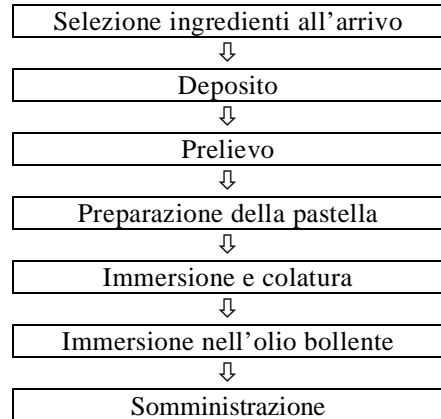 Selezione ingredienti all’arrivo
⇩
Deposito
⇩
Prelievo
⇩
Preparazione della pastella
⇩
Immersione e colatura
⇩
Immersione nell’olio bollente
⇩
Somministrazione